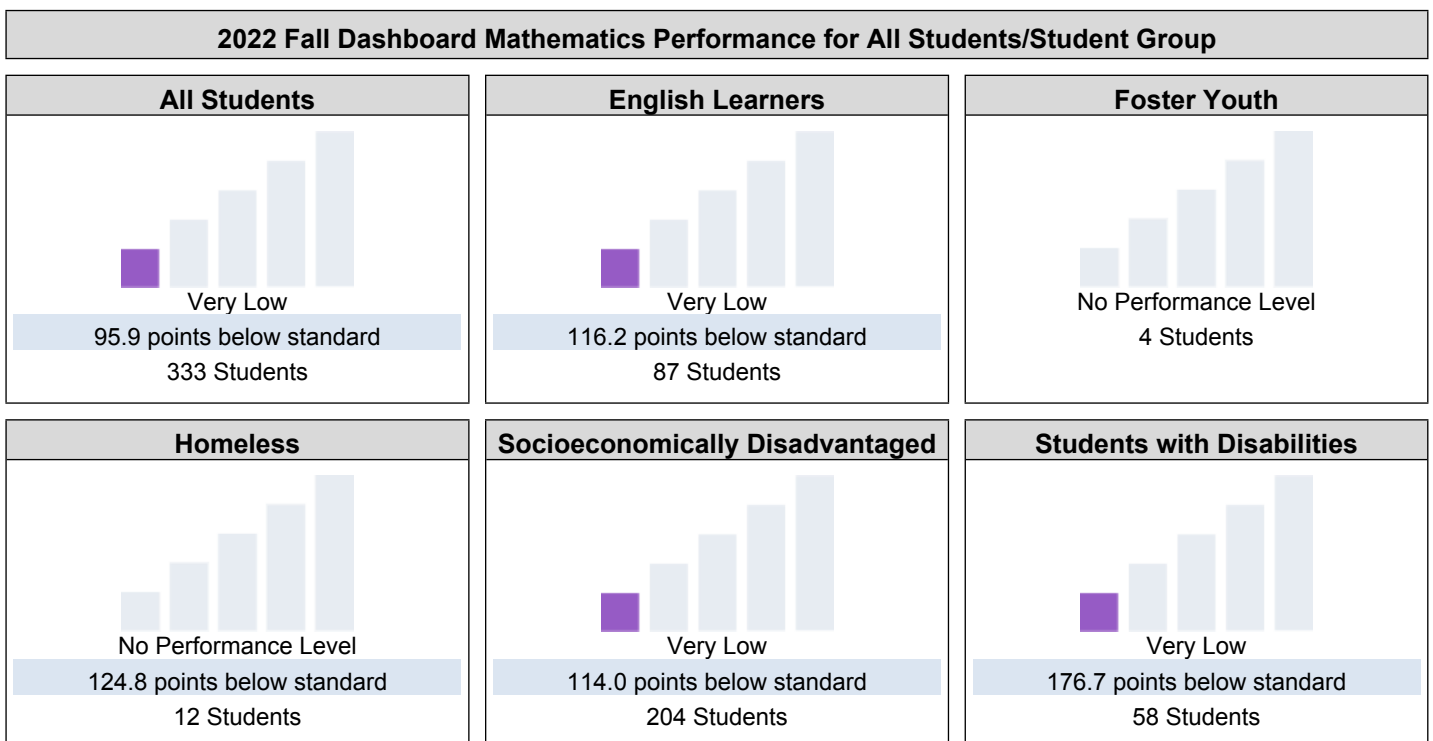 2022 Fall Dashboard Mathematics Performance for All Students/Student Group
All Students
Very Low
95.9 points below standard
333 Students
English Learners
Very Low
116.2 points below standard
87 Students
Foster Youth
No Performance Level
4 Students
Homeless
No Performance Level
124.8 points below standard
12 Students
Socioeconomically Disadvantaged
Very Low
114.0 points below standard
204 Students
Students with Disabilities
Very Low
176.7 points below standard
58 Students